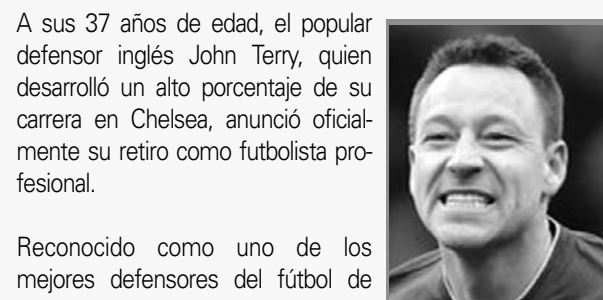 A sus 37 años de edad, el popular
defensor inglés John Terry, quien
desarrolló un alto porcentaje de su
carrera en Chelsea, anunció oficial-
mente su retiro como futbolista pro-
fesional.
Reconocido como uno de los
mejores defensores del fútbol de